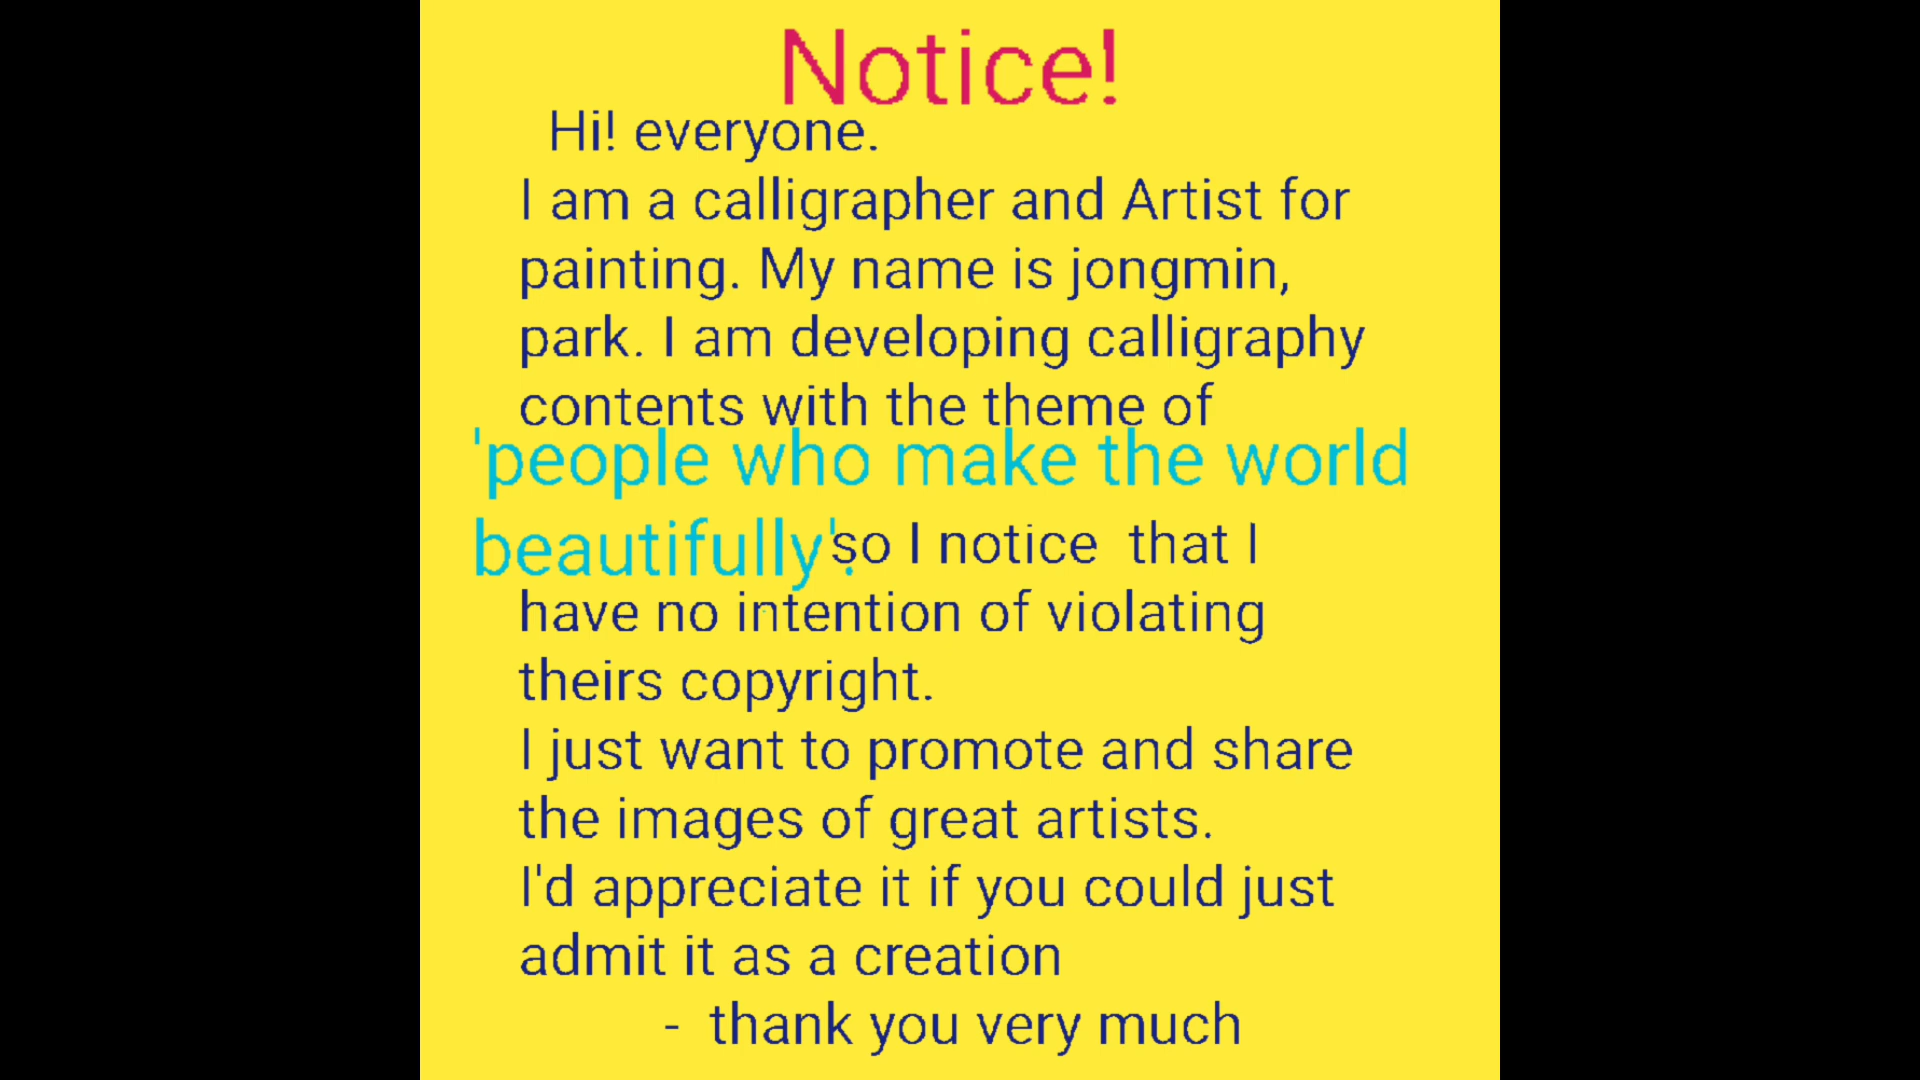 Notice!
Hi! everyone.
I am a calligrapher and Artist for
painting. My name is jongmin,
park. I am developing calligraphy
contents with the theme of
'people who make the world
beautifully'. so I notice that I
have no intention of violating
theirs copyright.
I just want to promote and share
the images of great artists.
I'd appreciate it if you could just
admit it as a creation
- thank you very much